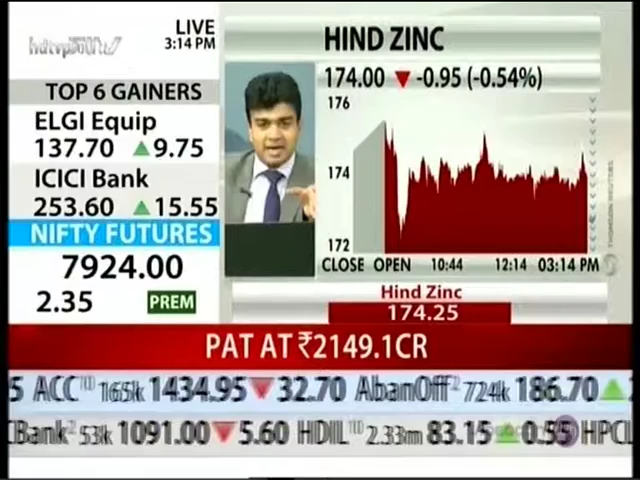 LIVE
3:14 PM
TOP 6 GAINERS
ELGI Equip
137.70 ▲9.75
ICICI Bank
253.60 ▲15.55
NIFTY FUTURES
7924.00
2.35 PREM
HIND ZINC
174.00 ▼ -0.95 (-0.54%)
176
174
172
CLOSE OPEN 10:44 12:14 03:14 PM
THOMSON REUTERS
Hind Zinc
174.25
PAT AT ₹2149.1CR
5 ACC 165k 1434.95 ▼ 32.70 AbanOff 724k 186.70 ▲
Bank 53k 1091.00 ▼ 5.60 HDIL 2.33m 83.15 ▲ 0.55 HPCL